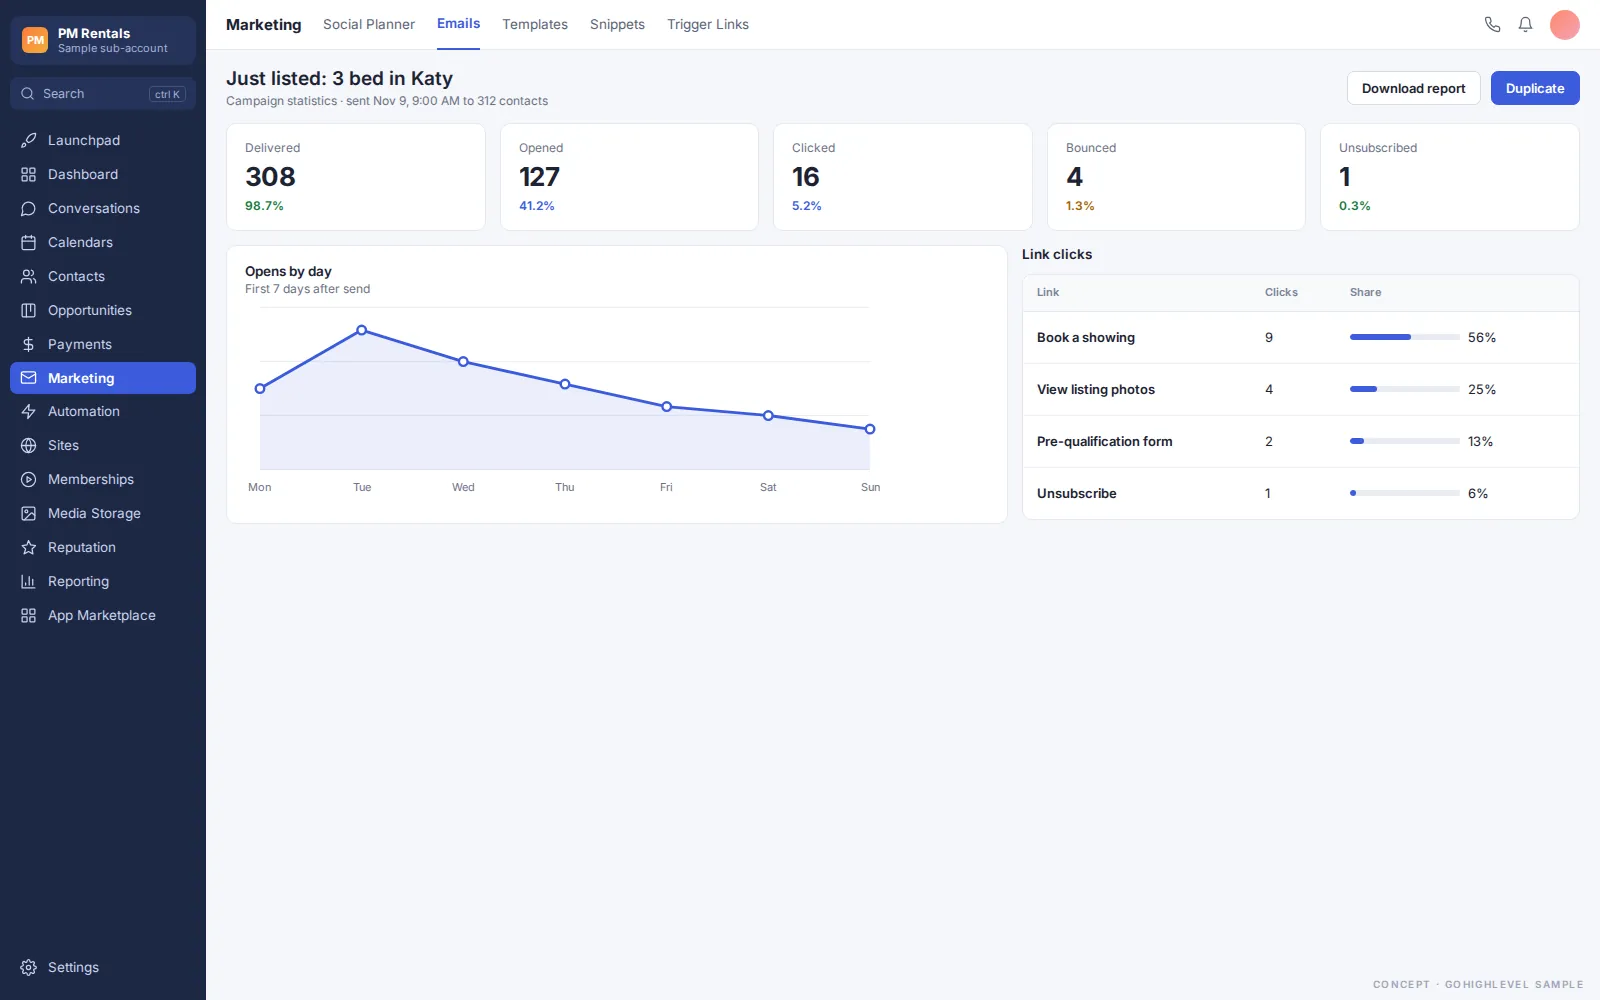 PM
PM Rentals
Sample sub-account
Search
ctrl K
Launchpad
Dashboard
Conversations
Calendars
Contacts
Opportunities
Payments
Marketing
Automation
Sites
Memberships
Media Storage
Reputation
Reporting
App Marketplace
Settings
Marketing Social Planner Emails Templates Snippets Trigger Links
Just listed: 3 bed in Katy
Campaign statistics · sent Nov 9, 9:00 AM to 312 contacts
Download report
Duplicate
Delivered
308
98.7%
Opened
127
41.2%
Clicked
16
5.2%
Bounced
4
1.3%
Unsubscribed
1
0.3%
Opens by day
First 7 days after send
Mon Tue Wed Thu Fri Sat Sun
Link clicks
Link Clicks Share
Book a showing 9 56%
View listing photos 4 25%
Pre-qualification form 2 13%
Unsubscribe 1 6%
CONCEPT · GOHIGHLEVEL SAMPLE